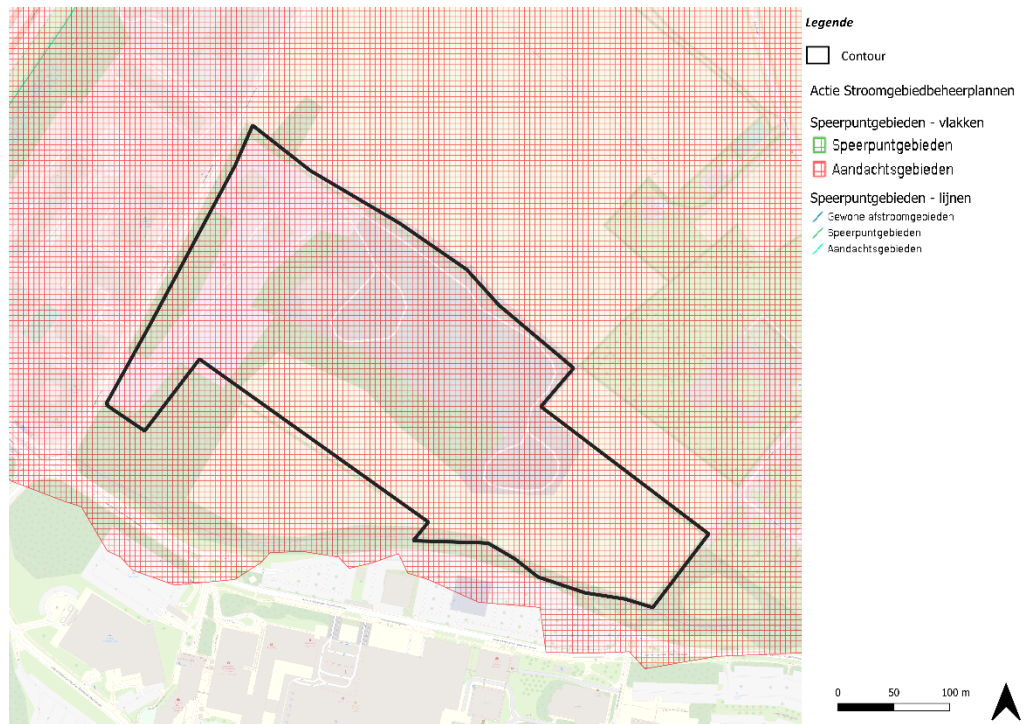 Legende
Contour
Actie Stroomgebiedbeheerplannen
Speerpuntgebieden - vlakken
Speerpuntgebieden
Aandachtsgebieden
Speerpuntgebieden - lijnen
Gewone afstroomgebieden
Speerpuntgebieden
Aandachtsgebieden
0 50 100 m